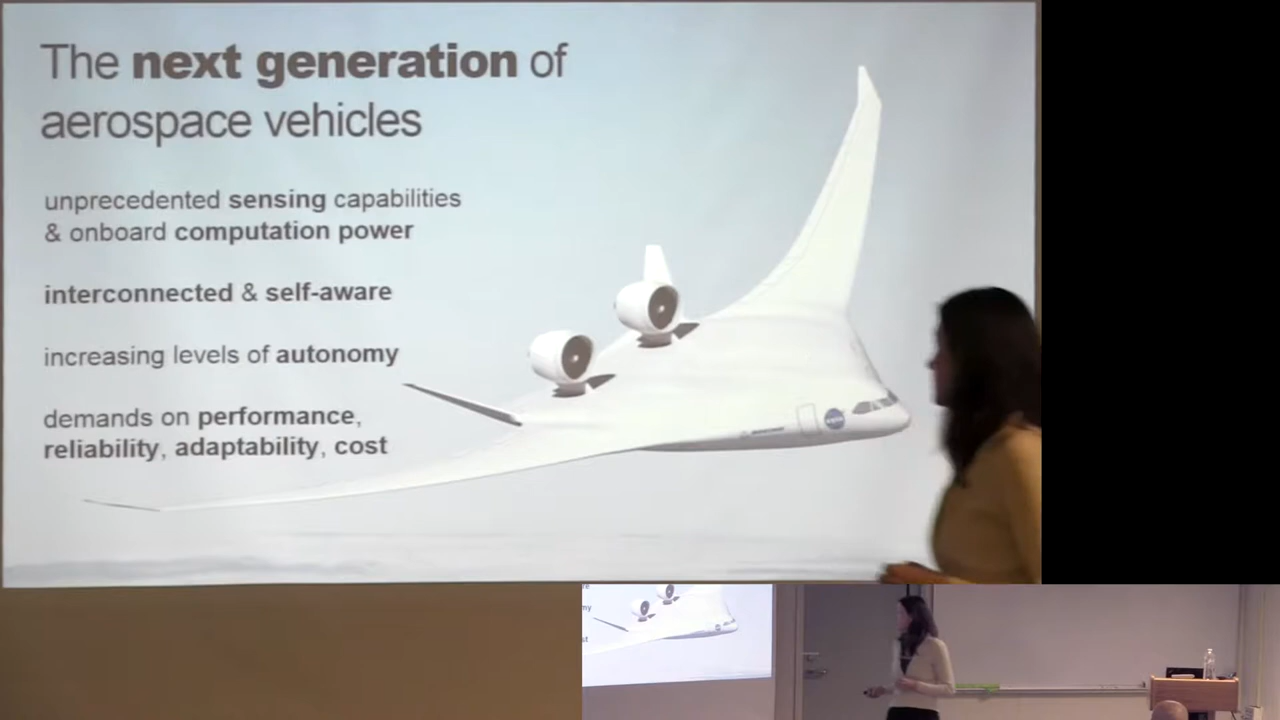 The next generation of
aerospace vehicles
unprecedented sensing capabilities
& onboard computation power
interconnected & self-aware
increasing levels of autonomy
demands on performance,
reliability, adaptability, cost